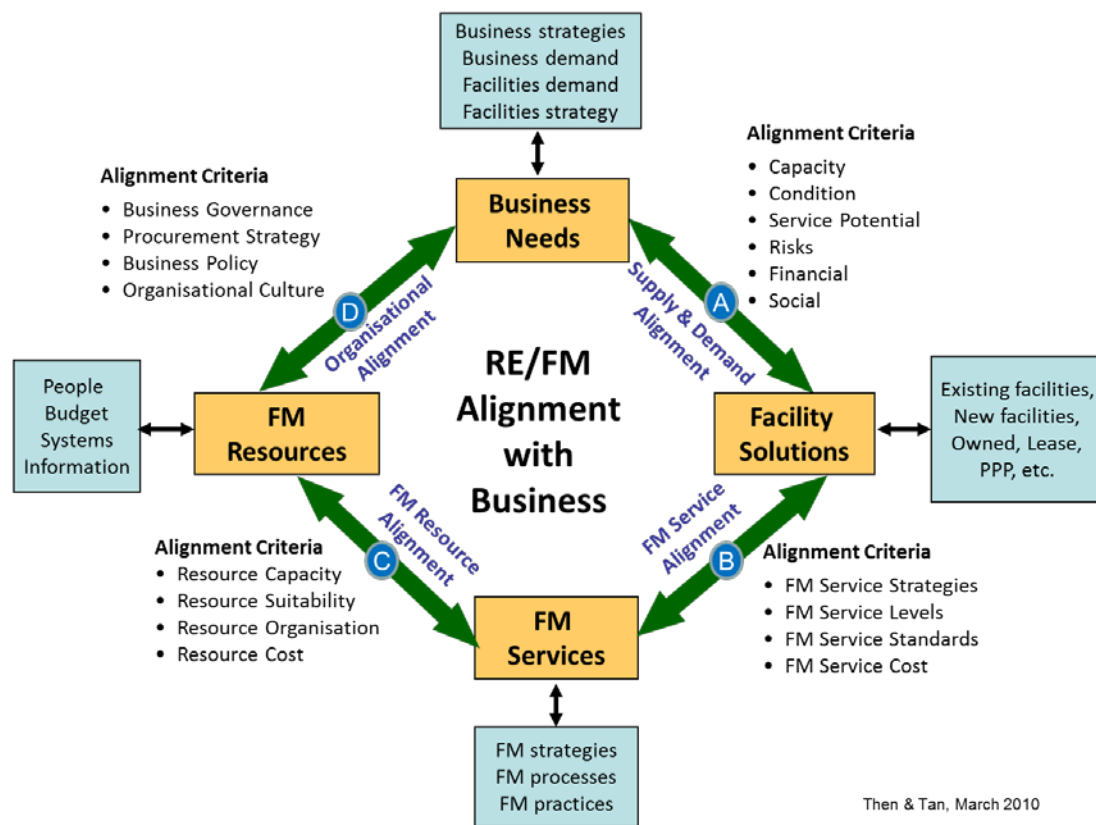 Business strategies
Business demand
Facilities demand
Facilities strategy
Alignment Criteria
• Capacity
• Condition
• Service Potential
• Risks
• Financial
• Social
Alignment Criteria
• Business Governance
• Procurement Strategy
• Business Policy
• Organisational Culture
Business
Needs
D
Organisational
Alignment
A
Supply & Demand
Alignment
RE/FM
Alignment
with
Business
People
Budget
Systems
Information
FM
Resources
Facility
Solutions
Existing facilities,
New facilities,
Owned, Lease,
PPP, etc.
FM Resource
Alignment
C
FM Service
Alignment
B
Alignment Criteria
• Resource Capacity
• Resource Suitability
• Resource Organisation
• Resource Cost
Alignment Criteria
• FM Service Strategies
• FM Service Levels
• FM Service Standards
• FM Service Cost
FM
Services
FM strategies
FM processes
FM practices
Then & Tan, March 2010